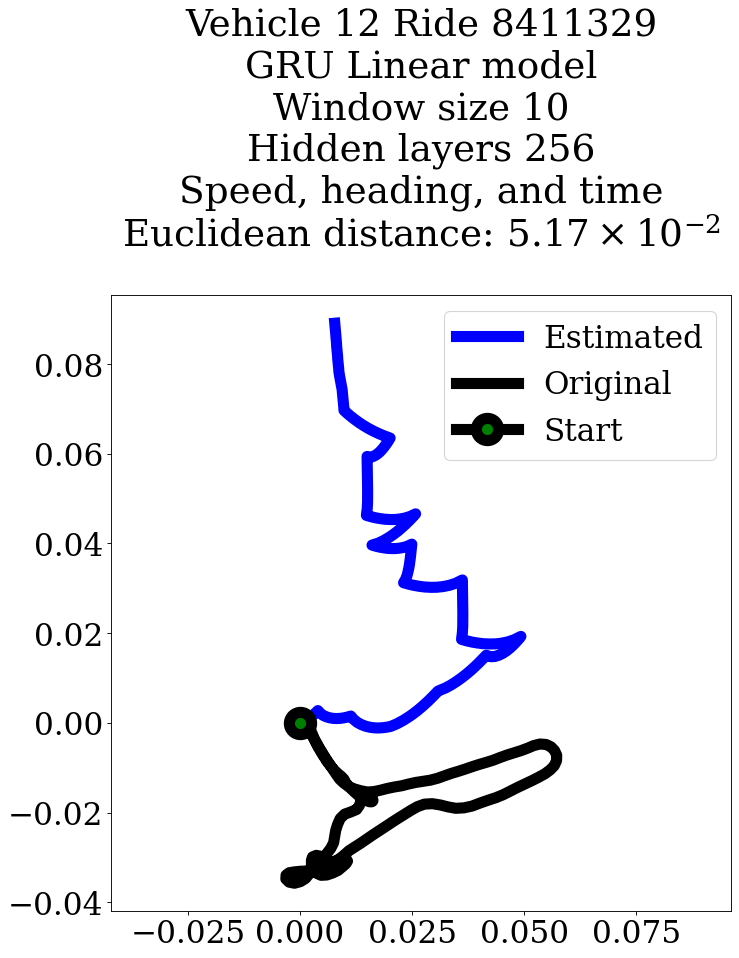 Vehicle 12 Ride 8411329
GRU Linear model
Window size 10
Hidden layers 256
Speed, heading, and time
Euclidean distance: 5.17 × 10⁻²
Estimated
Original
Start
0.08
0.06
0.04
0.02
0.00
−0.02
−0.04
−0.025 0.000 0.025 0.050 0.075